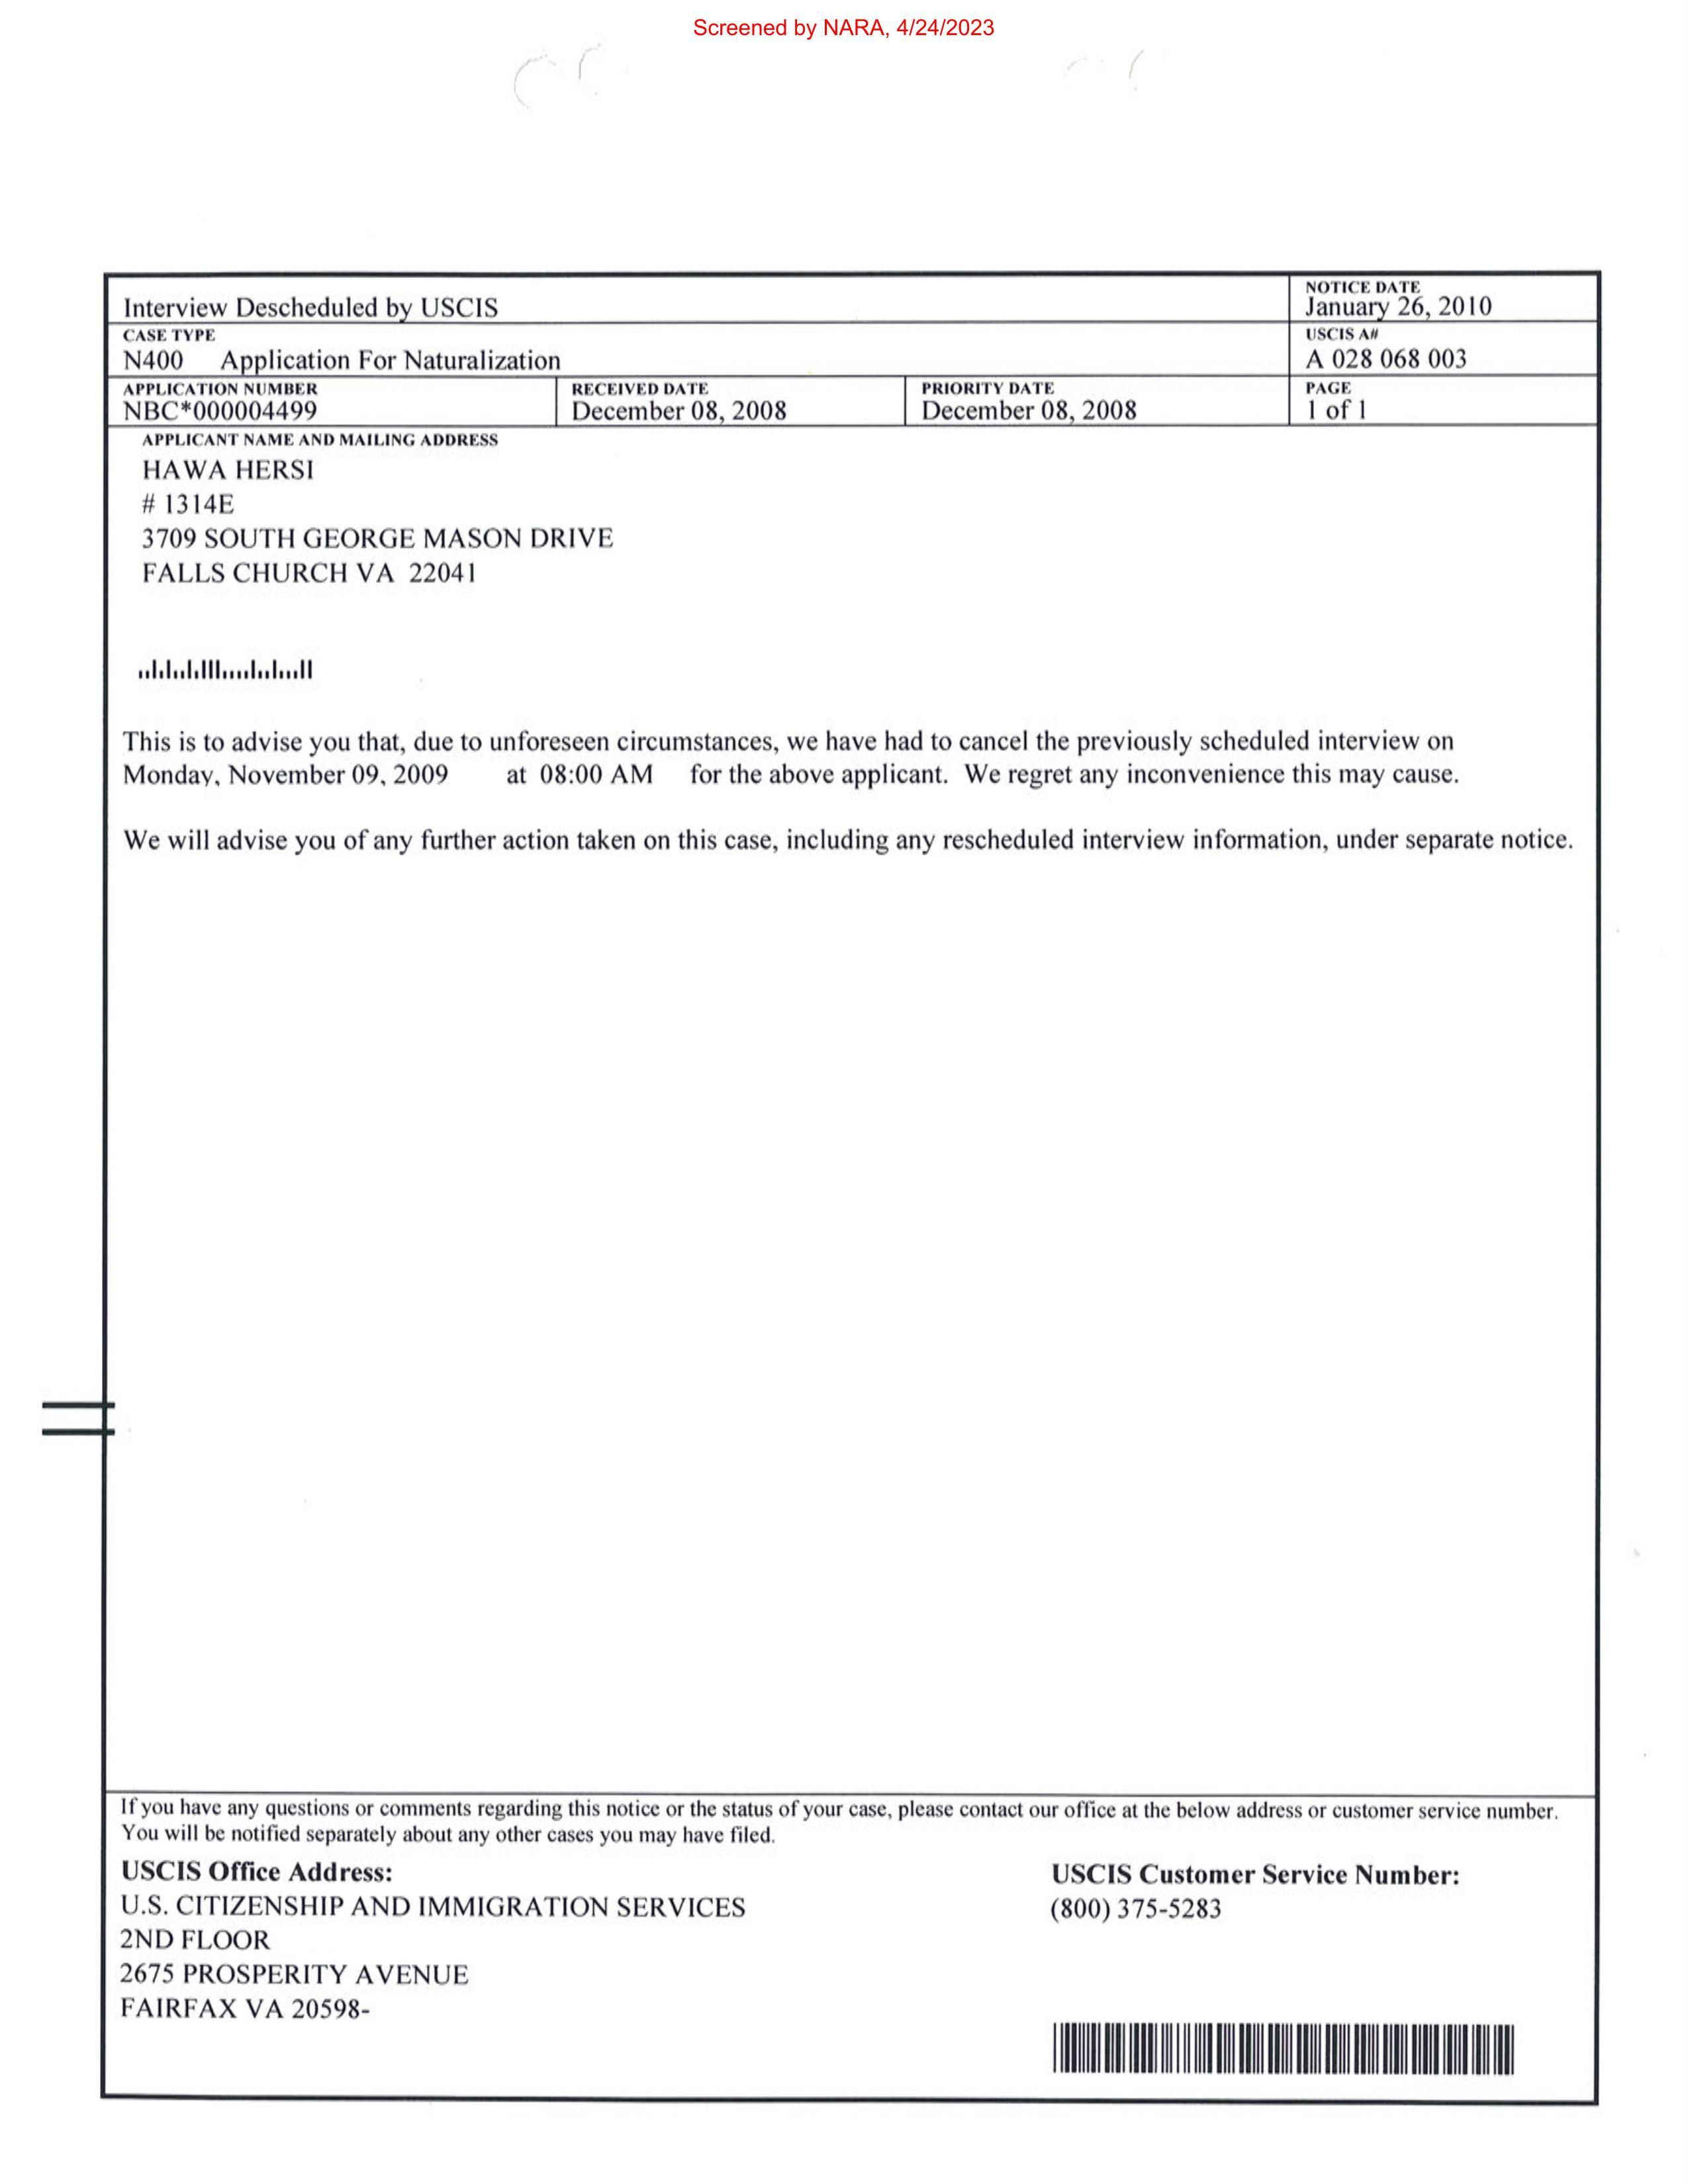 Screened by NARA, 4/24/2023
Interview Descheduled by USCIS
NOTICE DATE
January 26, 2010
CASE TYPE
N400 Application For Naturalization
USCIS A#
A 028 068 003
APPLICATION NUMBER
NBC*000004499
RECEIVED DATE
December 08, 2008
PRIORITY DATE
December 08, 2008
PAGE
1 of 1
APPLICANT NAME AND MAILING ADDRESS
HAWA HERSI
# 1314E
3709 SOUTH GEORGE MASON DRIVE
FALLS CHURCH VA 22041
This is to advise you that, due to unforeseen circumstances, we have had to cancel the previously scheduled interview on
Monday, November 09, 2009 at 08:00 AM for the above applicant. We regret any inconvenience this may cause.
We will advise you of any further action taken on this case, including any rescheduled interview information, under separate notice.
If you have any questions or comments regarding this notice or the status of your case, please contact our office at the below address or customer service number.
You will be notified separately about any other cases you may have filed.
USCIS Office Address:
U.S. CITIZENSHIP AND IMMIGRATION SERVICES
2ND FLOOR
2675 PROSPERITY AVENUE
FAIRFAX VA 20598-
USCIS Customer Service Number:
(800) 375-5283